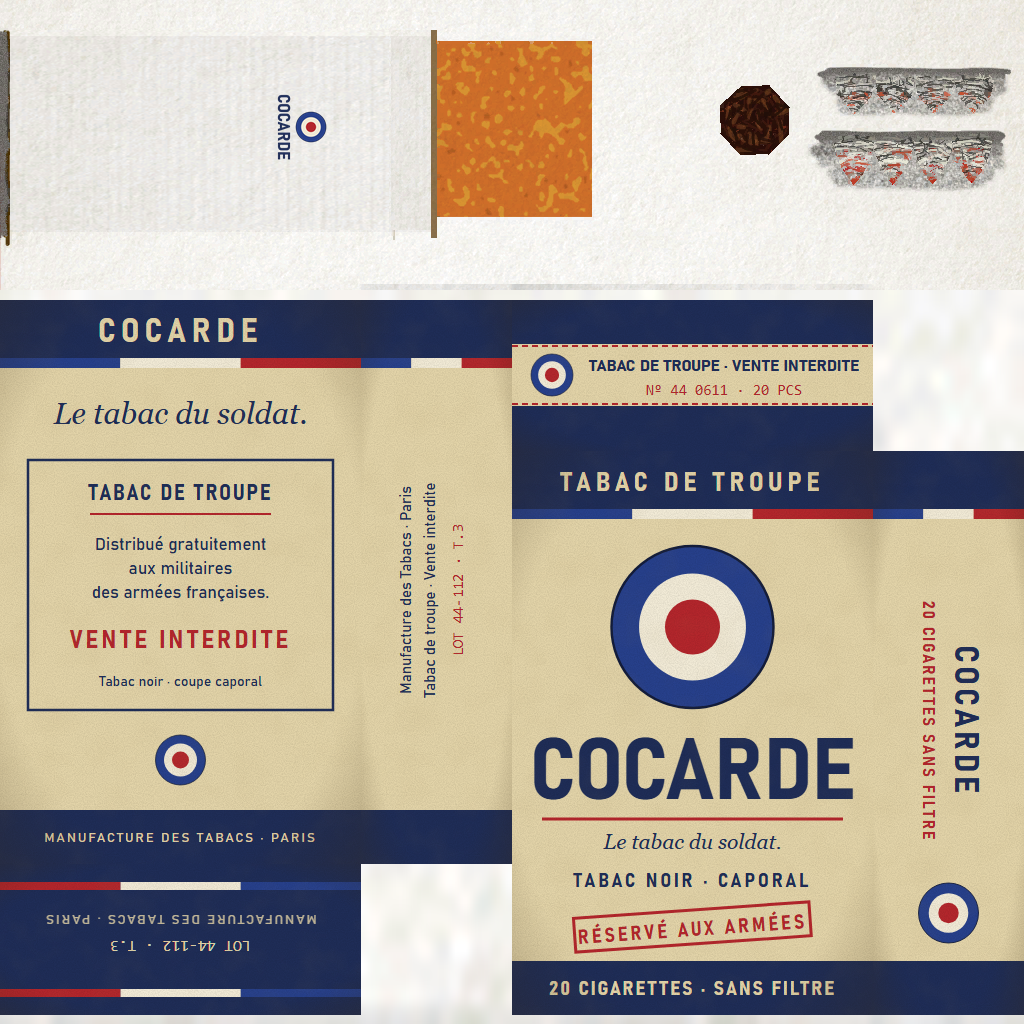 COCARDE
COCARDE
Le tabac du soldat.
TABAC DE TROUPE
Distribué gratuitement
aux militaires
des armées françaises.
VENTE INTERDITE
Tabac noir · coupe caporal
MANUFACTURE DES TABACS · PARIS
MANUFACTURE DES TABACS · PARIS
LOT 44-112 · T.3
Manufacture des Tabacs · Paris
Tabac de troupe · Vente interdite
LOT 44-112 · T.3
TABAC DE TROUPE · VENTE INTERDITE
Nº 44 0611 · 20 PCS
TABAC DE TROUPE
COCARDE
Le tabac du soldat.
TABAC NOIR · CAPORAL
RÉSERVÉ AUX ARMÉES
20 CIGARETTES · SANS FILTRE
COCARDE
20 CIGARETTES SANS FILTRE